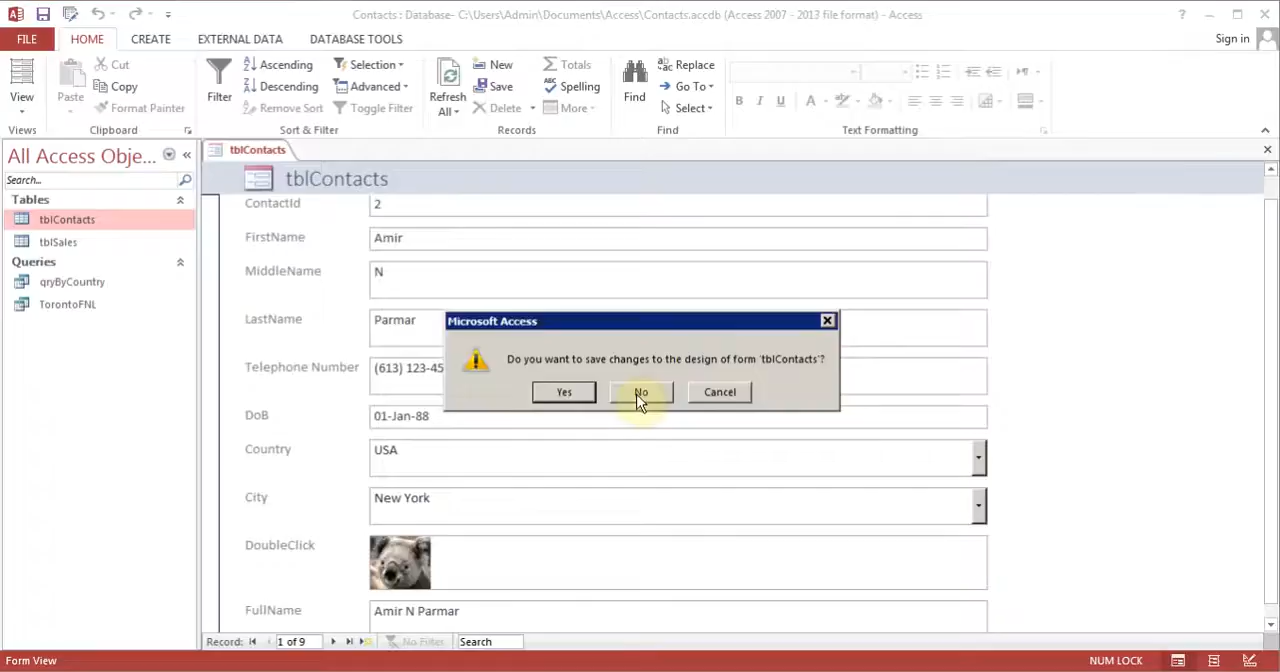 Contacts : Database- C:\Users\Admin\Documents\Access\Contacts.accdb (Access 2007 - 2013 file format) - Access
FILE HOME CREATE EXTERNAL DATA DATABASE TOOLS Sign in
View
Views
Paste
Cut
Copy
Format Painter
Clipboard
Filter
Ascending
Descending
Remove Sort
Selection
Advanced
Toggle Filter
Sort & Filter
Refresh
All
New
Save
Delete
Totals
Spelling
More
Records
Find
Replace
Go To
Select
Find
B I U A
Text Formatting
All Access Obje...
Search...
Tables
tblContacts
tblSales
Queries
qryByCountry
TorontoFNL
tblContacts
tblContacts
ContactId 2
FirstName Amir
MiddleName N
LastName Parmar
Telephone Number (613) 123-45
DoB 01-Jan-88
Country USA
City New York
DoubleClick
FullName Amir N Parmar
Microsoft Access
Do you want to save changes to the design of form 'tblContacts'?
Yes No Cancel
Record: 1 of 9 No Filter Search
Form View NUM LOCK